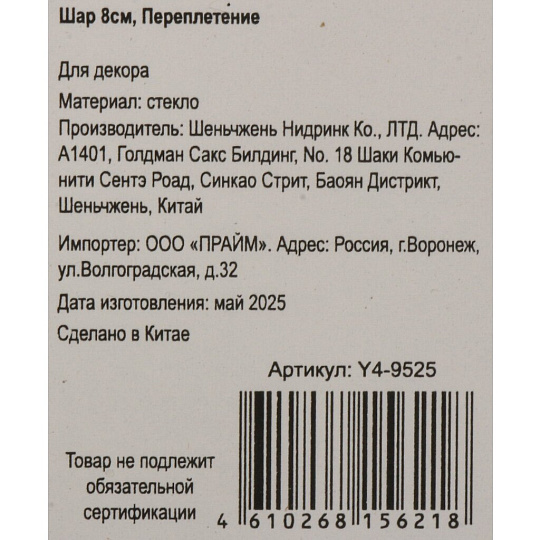 Шар 8см, Переплетение
Для декора
Материал: стекло
Производитель: Шеньчжень Нидринк Ко., ЛТД. Адрес:
А1401, Голдман Сакс Билдинг, No. 18 Шаки Комью-
нити Сентэ Роад, Синкао Стрит, Баоян Дистрикт,
Шеньчжень, Китай
Импортер: ООО «ПРАЙМ». Адрес: Россия, г.Воронеж,
ул.Волгоградская, д.32
Дата изготовления: май 2025
Сделано в Китае
Артикул: Y4-9525
Товар не подлежит
обязательной
сертификации
4 610268 156218